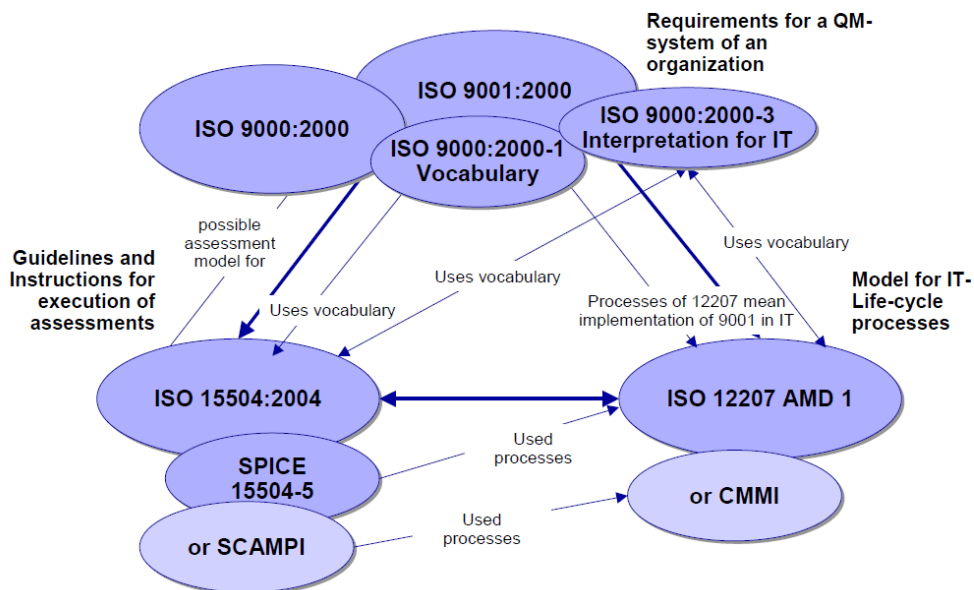 Requirements for a QM-
system of an
organization
ISO 9001:2000
ISO 9000:2000
ISO 9000:2000-3
Interpretation for IT
ISO 9000:2000-1
Vocabulary
possible
assessment
model for
Uses vocabulary
Guidelines and
Instructions for
execution of
assessments
Uses vocabulary
Uses vocabulary
Processes of 12207 mean
implementation of 9001 in IT
Model for IT-
Life-cycle
processes
ISO 15504:2004
ISO 12207 AMD 1
Used
processes
SPICE
15504-5
or CMMI
Used
processes
or SCAMPI